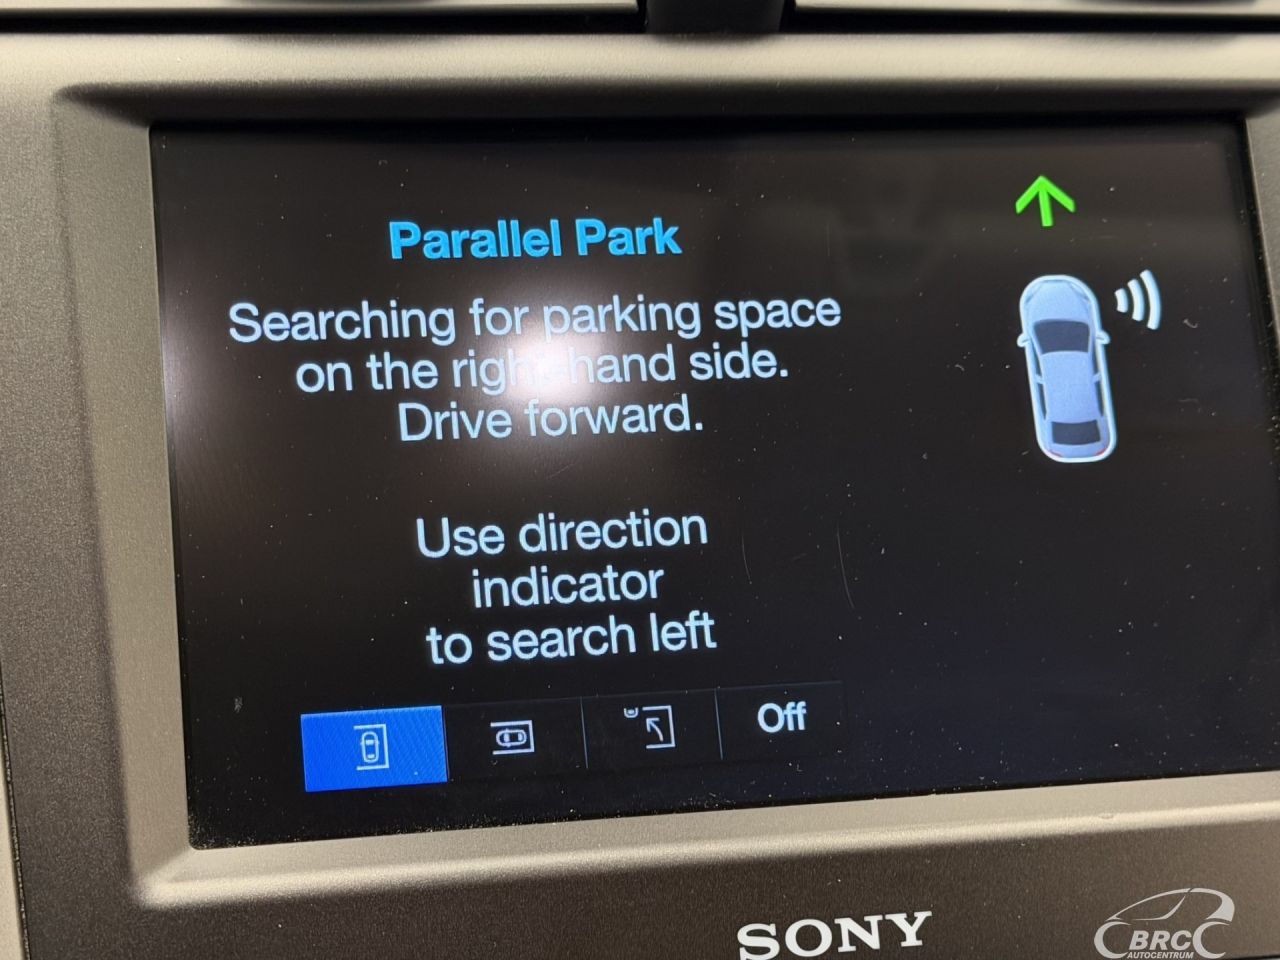 Parallel Park
Searching for parking space
on the right-hand side.
Drive forward.
Use direction
indicator
to search left
Off
SONY
BRC
AUTOCENTRUM